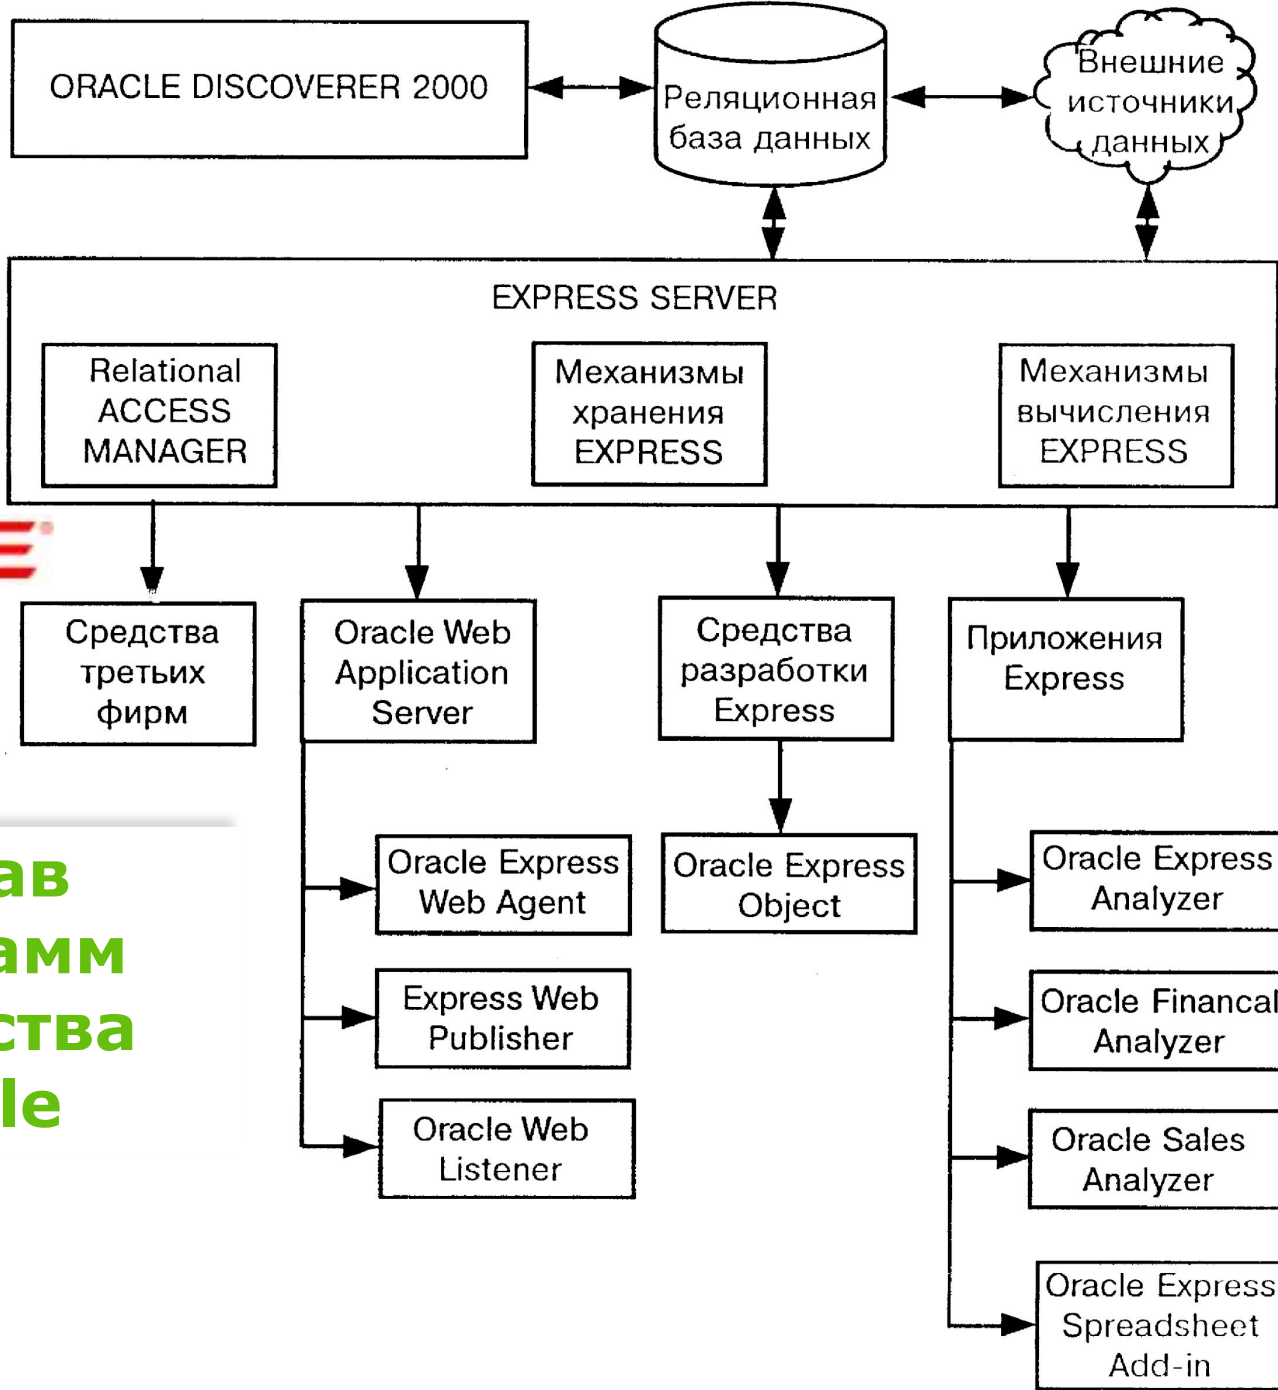 ORACLE DISCOVERER 2000
Реляционная
база данных
Внешние
источники
данных
EXPRESS SERVER
Relational
ACCESS
MANAGER
Механизмы
хранения
EXPRESS
Механизмы
вычисления
EXPRESS
Средства
третьих
фирм
Oracle Web
Application
Server
Средства
разработки
Express
Приложения
Express
Oracle Express
Web Agent
Express Web
Publisher
Oracle Web
Listener
Oracle Express
Object
Oracle Express
Analyzer
Oracle Financal
Analyzer
Oracle Sales
Analyzer
Oracle Express
Spreadsheet
Add-in
ав
амм
ства
le